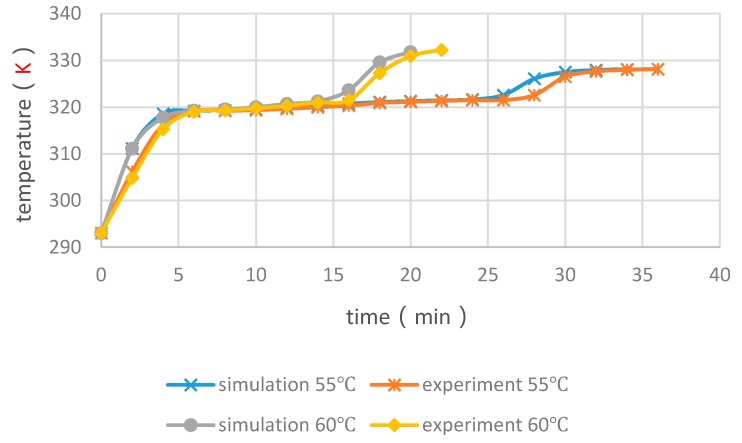 340
330
320
310
300
290
temperature（K）
0 5 10 15 20 25 30 35 40
time（min）
simulation 55℃ experiment 55℃
simulation 60℃ experiment 60℃